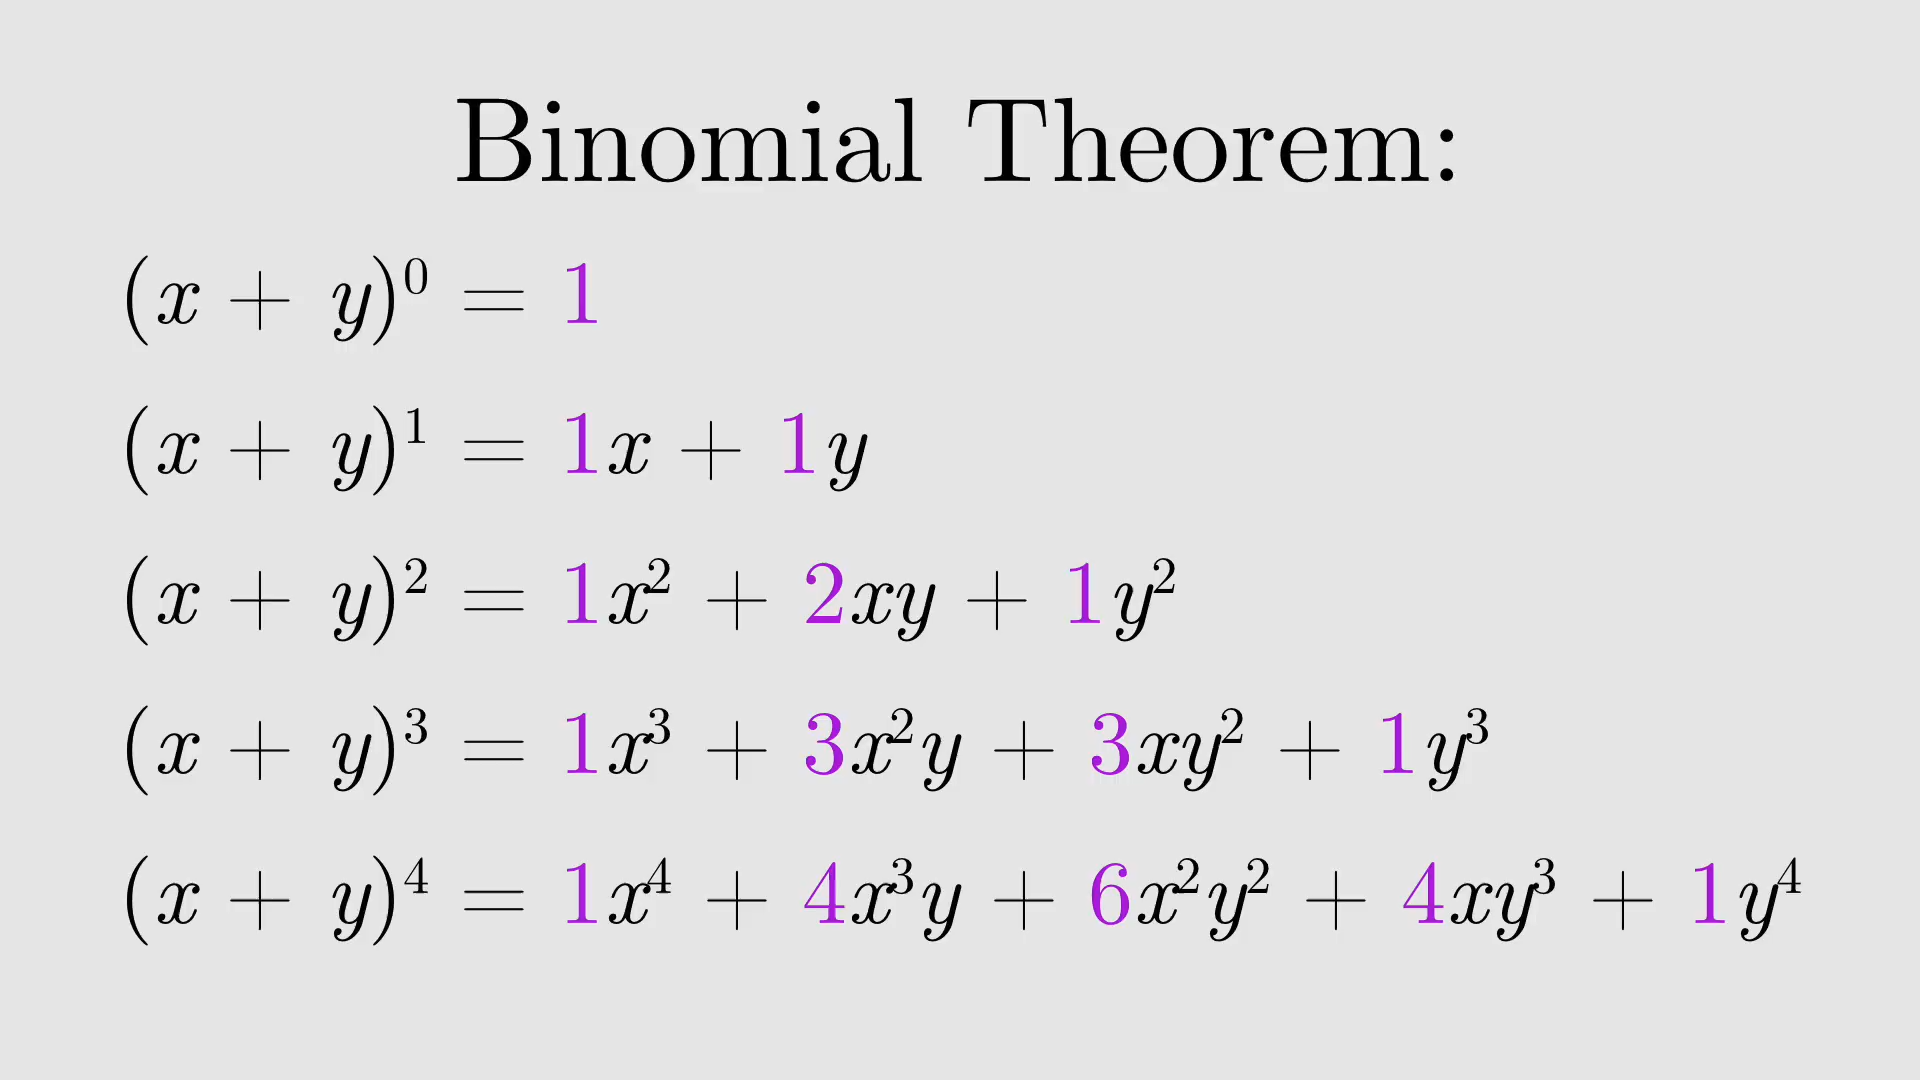 Binomial Theorem:
(x + y)⁰ = 1
(x + y)¹ = 1x + 1y
(x + y)² = 1x² + 2xy + 1y²
(x + y)³ = 1x³ + 3x²y + 3xy² + 1y³
(x + y)⁴ = 1x⁴ + 4x³y + 6x²y² + 4xy³ + 1y⁴